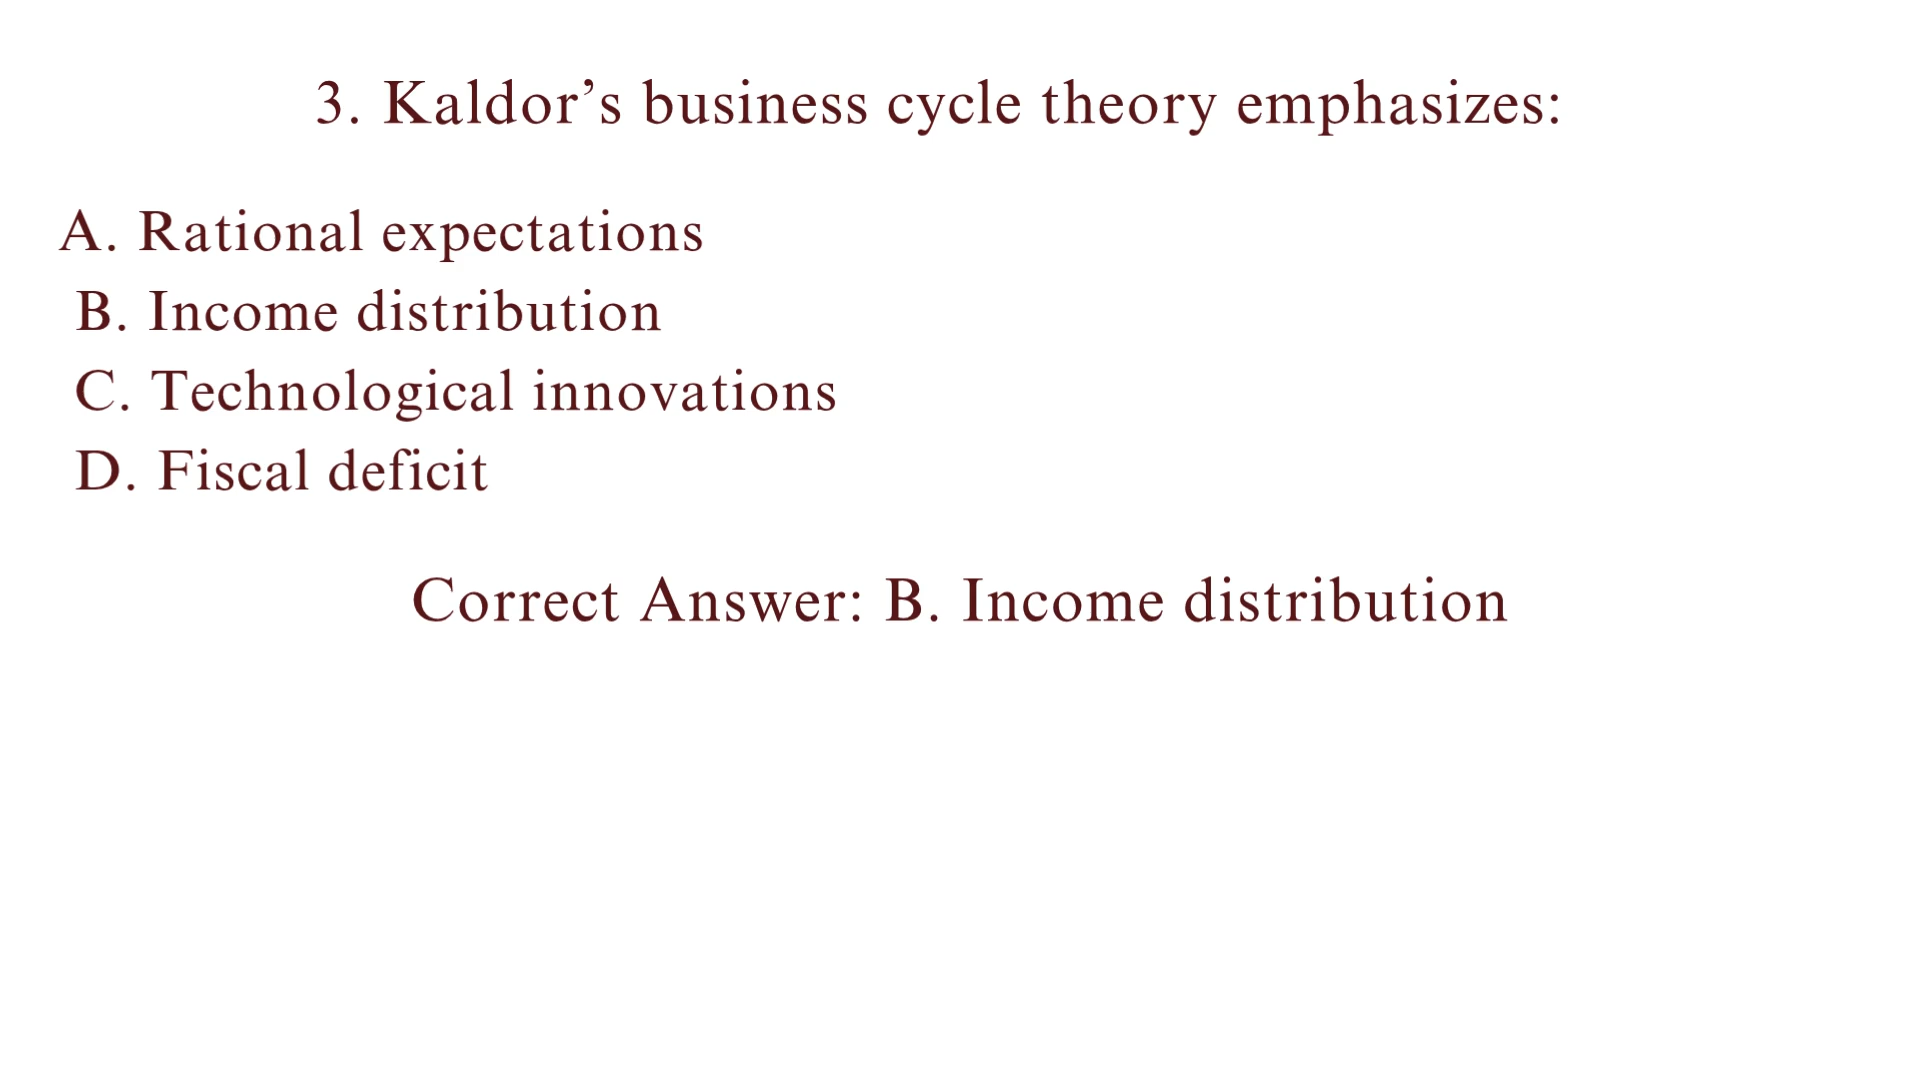 3. Kaldor’s business cycle theory emphasizes:
A. Rational expectations
B. Income distribution
C. Technological innovations
D. Fiscal deficit
Correct Answer: B. Income distribution